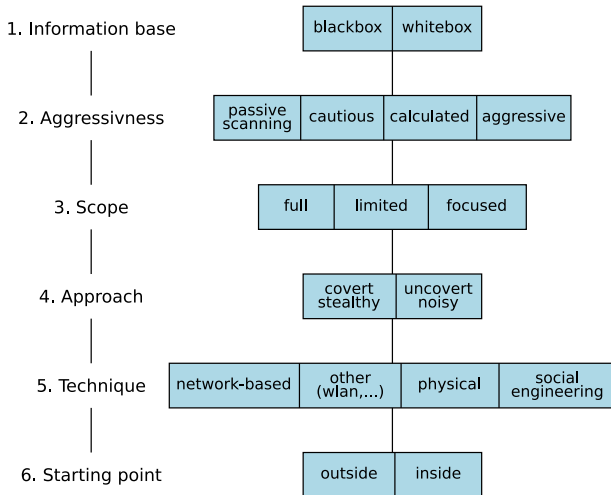 1. Information base
blackbox
whitebox
2. Aggressivness
passive
scanning
cautious
calculated
aggressive
3. Scope
full
limited
focused
4. Approach
covert
stealthy
uncovert
noisy
5. Technique
network-based
other
(wlan,...)
physical
social
engineering
6. Starting point
outside
inside